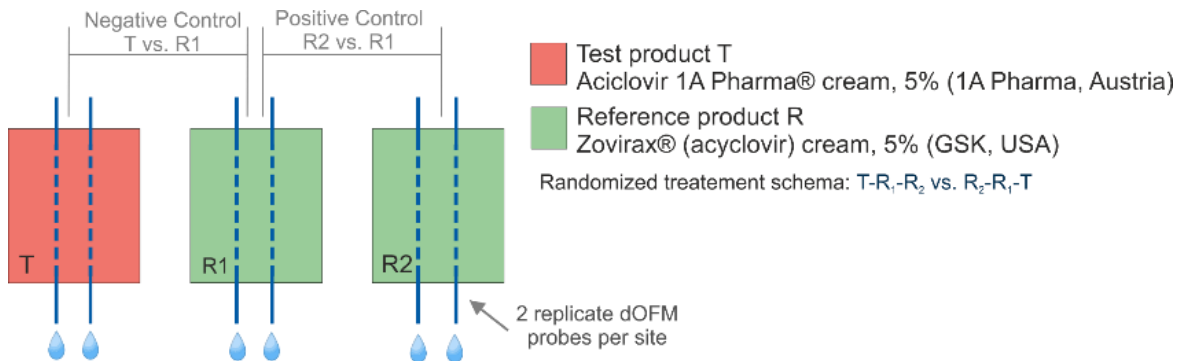 Negative Control
T vs. R1
Positive Control
R2 vs. R1
Test product T
Aciclovir 1A Pharma® cream, 5% (1A Pharma, Austria)
Reference product R
Zovirax® (acyclovir) cream, 5% (GSK, USA)
Randomized treatement schema: T-R₁-R₂ vs. R₂-R₁-T
T
R1
R2
2 replicate dOFM
probes per site